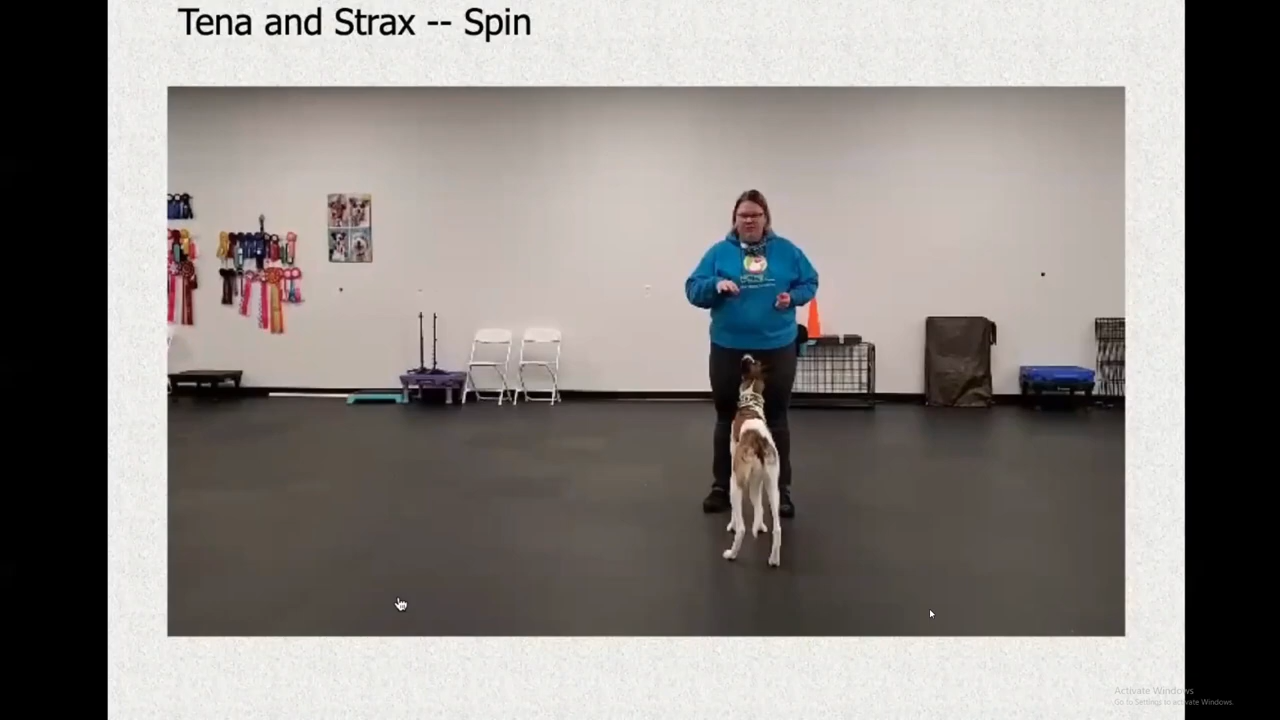 Tena and Strax -- Spin
Activate Windows
Go to Settings to activate Windows.